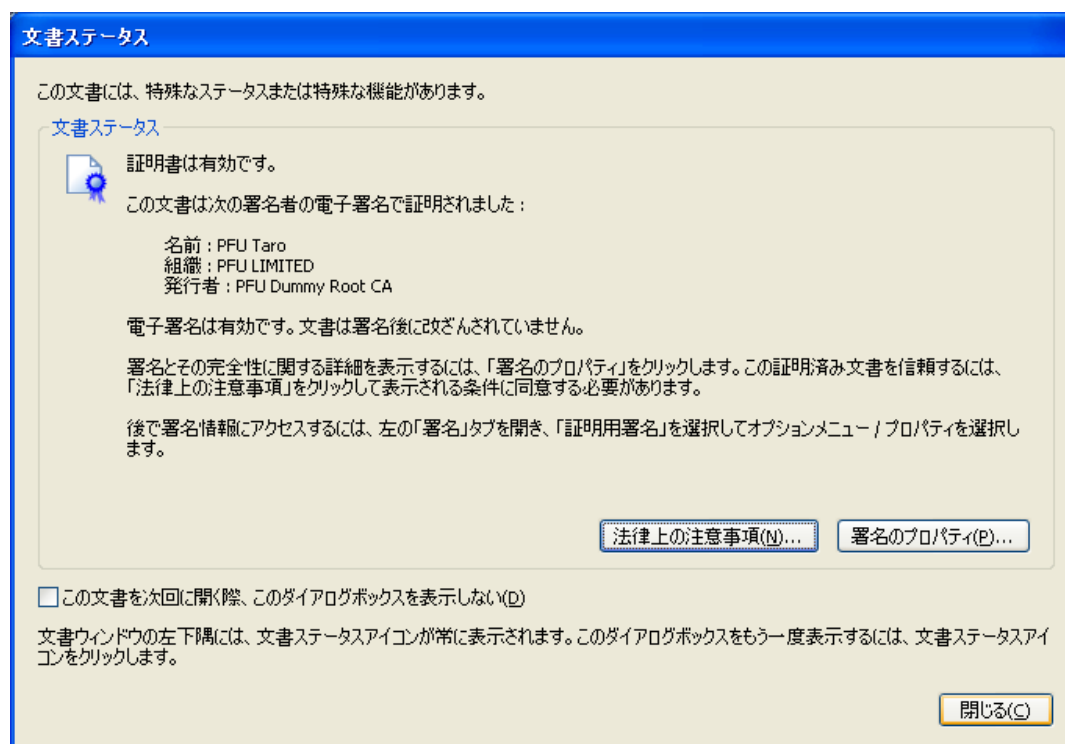 文書ステータス
この文書には、特殊なステータスまたは特殊な機能があります。
文書ステータス
証明書は有効です。
この文書は次の署名者の電子署名で証明されました：
名前：PFU Taro
組織：PFU LIMITED
発行者：PFU Dummy Root CA
電子署名は有効です。文書は署名後に改ざんされていません。
署名とその完全性に関する詳細を表示するには、「署名のプロパティ」をクリックします。この証明済み文書を信頼するには、
「法律上の注意事項」をクリックして表示される条件に同意する必要があります。
後で署名情報にアクセスするには、左の「署名」タブを開き、「証明用署名」を選択してオプションメニュー / プロパティを選択し
ます。
法律上の注意事項(N)...
署名のプロパティ(P)...
この文書を次回に開く際、このダイアログボックスを表示しない(D)
文書ウィンドウの左下隅には、文書ステータスアイコンが常に表示されます。このダイアログボックスをもう一度表示するには、文書ステータスアイ
コンをクリックします。
閉じる(C)